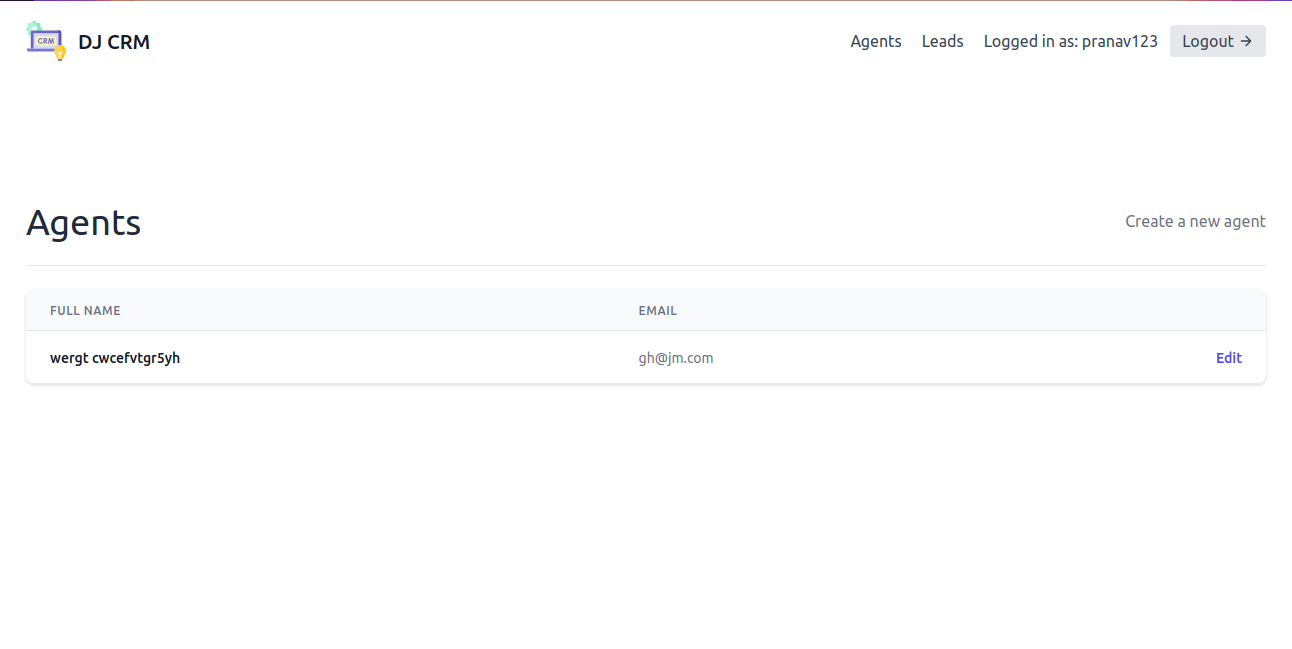 CRM
DJ CRM
Agents Leads Logged in as: pranav123 Logout →
Agents
Create a new agent
FULL NAME EMAIL
wergt cwcefvtgr5yh gh@jm.com Edit